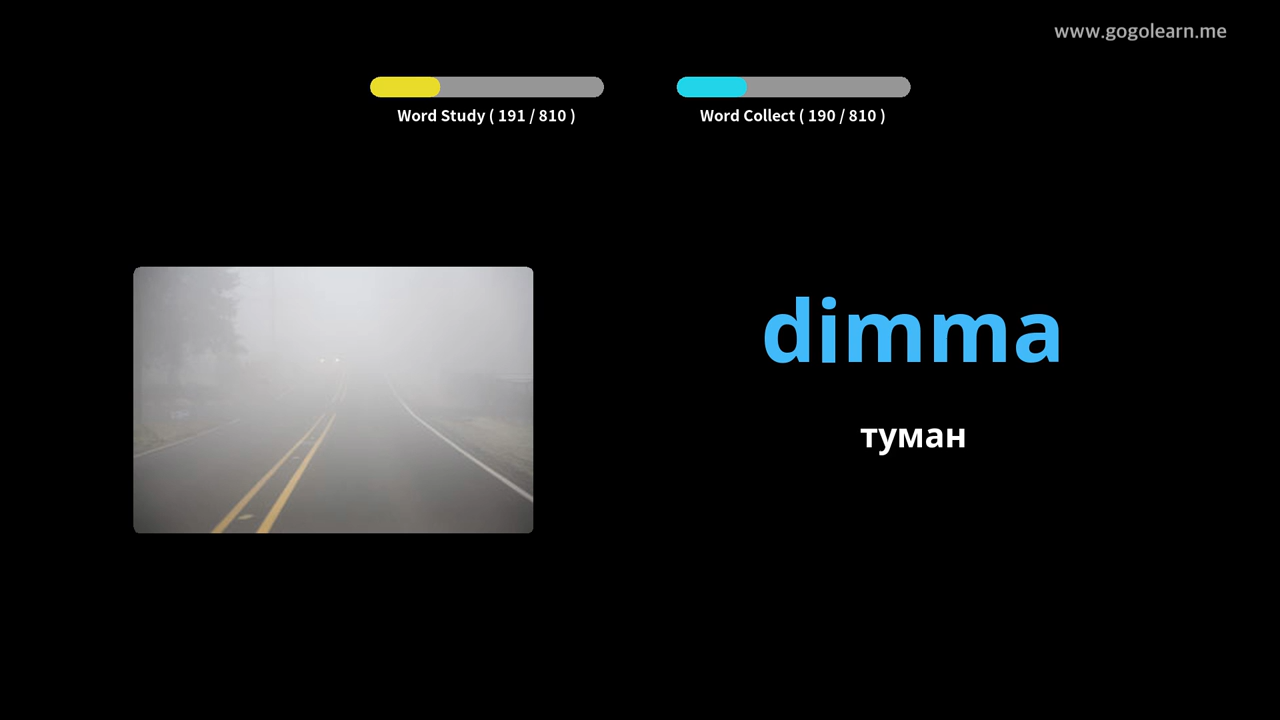 www.gogolearn.me
Word Study ( 191 / 810 )
Word Collect ( 190 / 810 )
dimma
туман